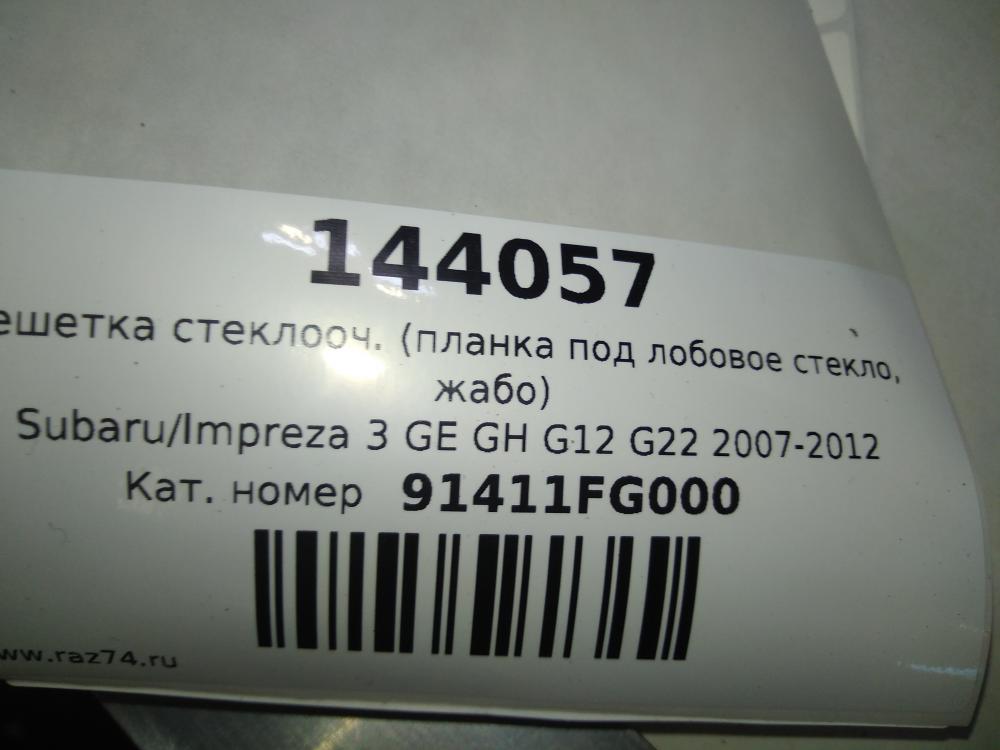 144057
ешетка стеклооч. (планка под лобовое стекло,
жабо)
Subaru/Impreza 3 GE GH G12 G22 2007-2012
Кат. номер 91411FG000
ww.raz74.ru